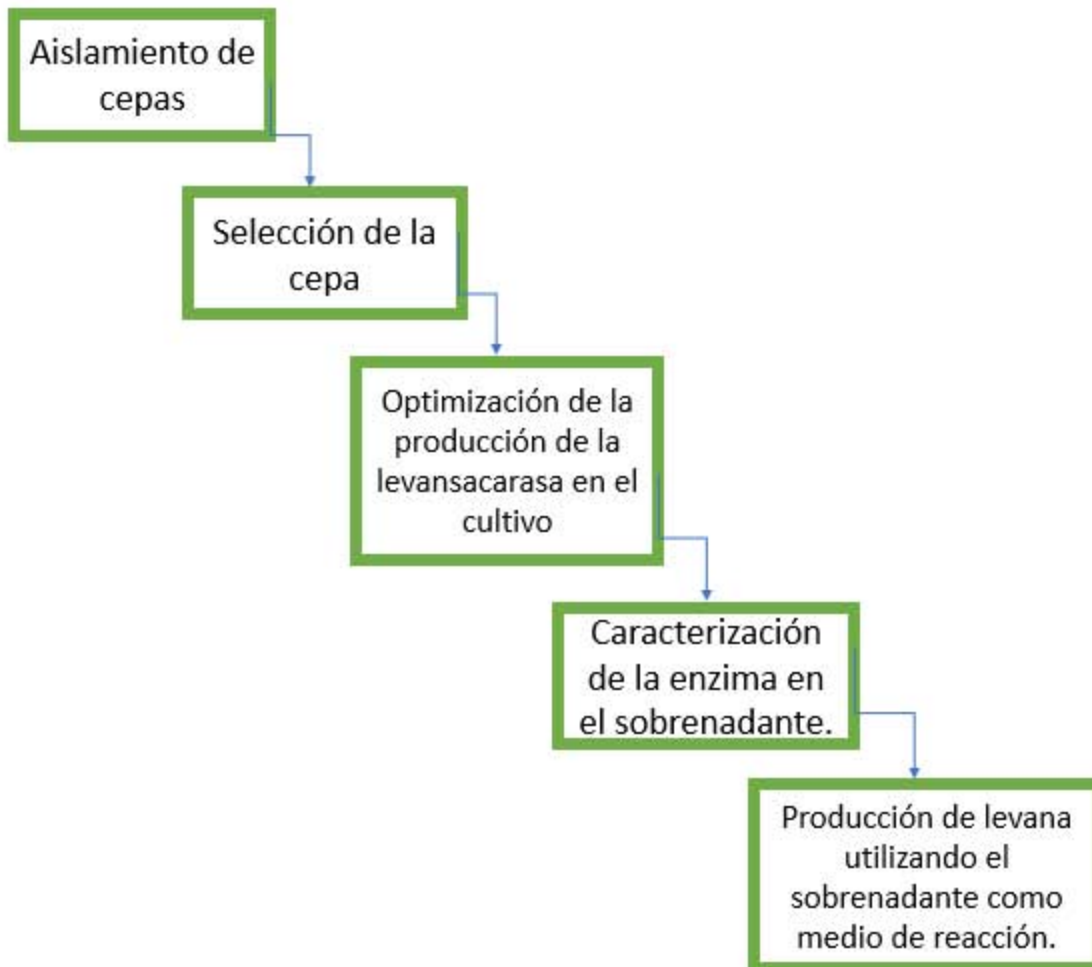 Aislamiento de
cepas
Selección de la
cepa
Optimización de la
producción de la
levansacarasa en el
cultivo
Caracterización
de la enzima en
el sobrenadante.
Producción de levana
utilizando el
sobrenadante como
medio de reacción.